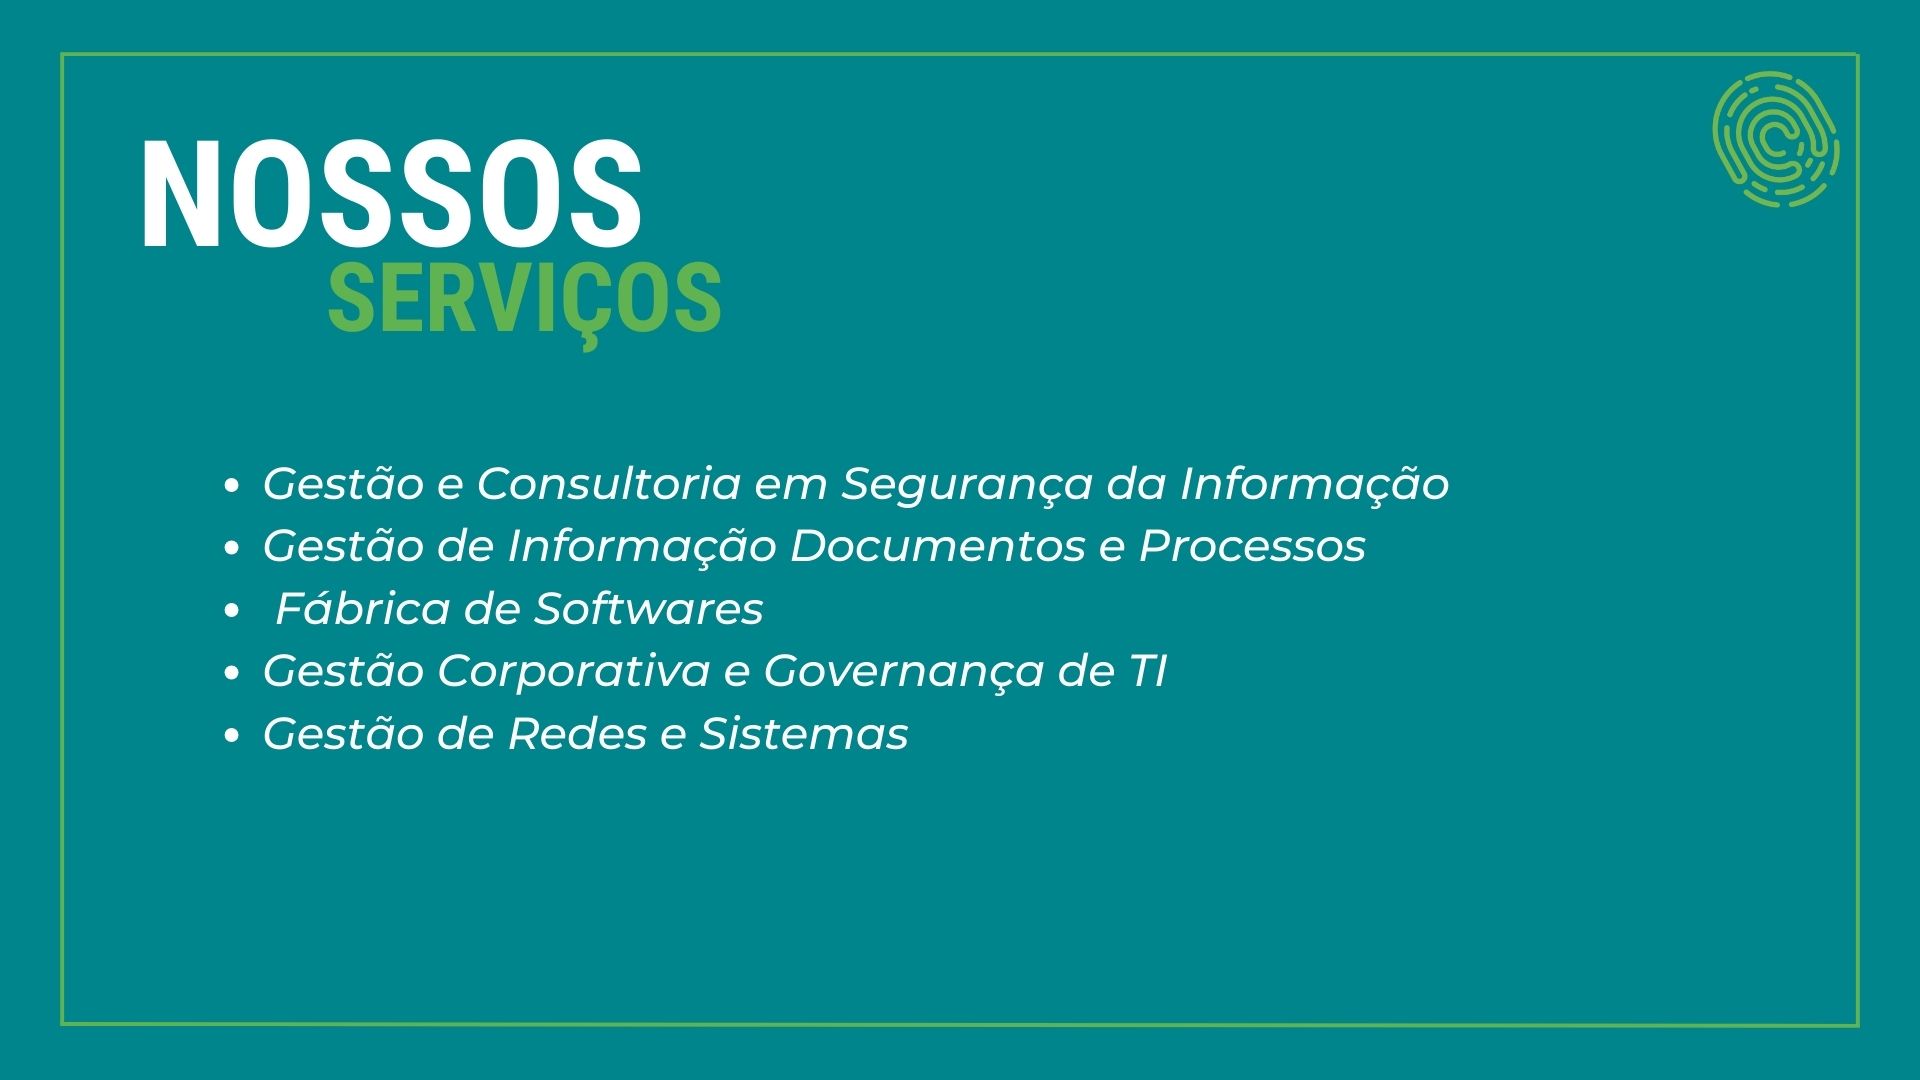 NOSSOS
SERVIÇOS
• Gestão e Consultoria em Segurança da Informação
• Gestão de Informação Documentos e Processos
• Fábrica de Softwares
• Gestão Corporativa e Governança de TI
• Gestão de Redes e Sistemas